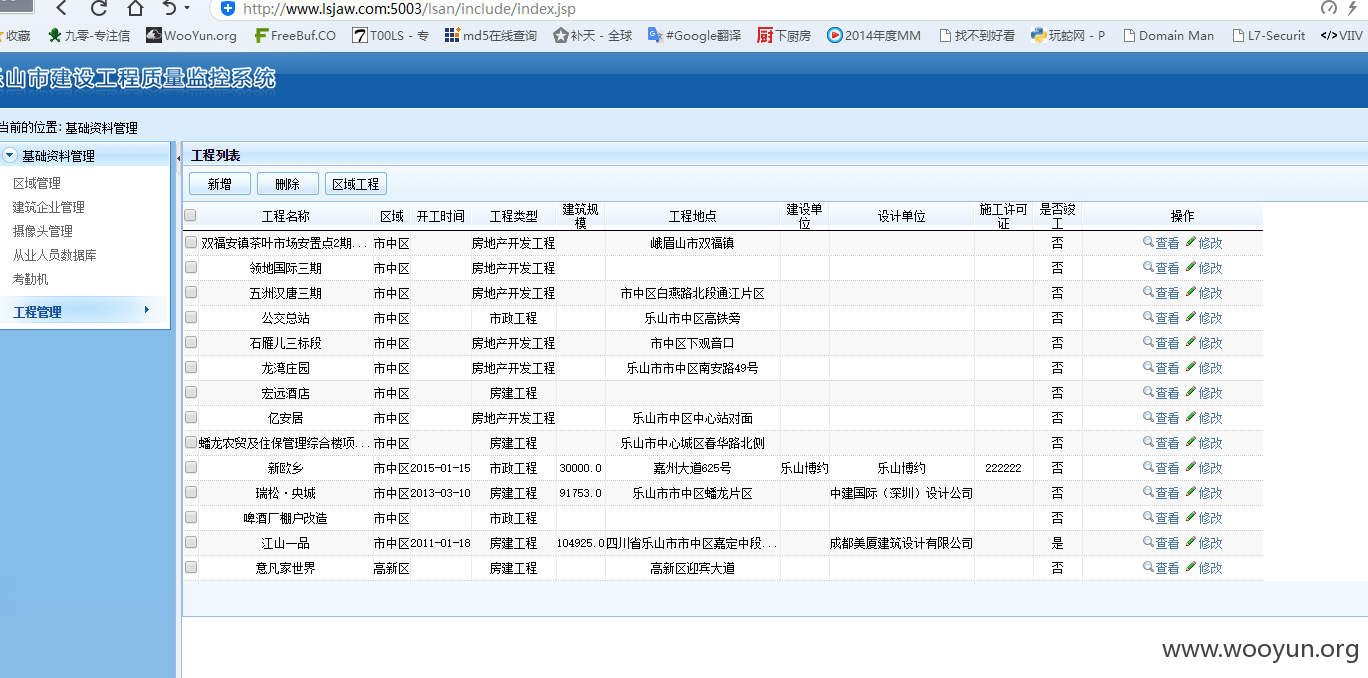 http://www.lsjaw.com:5003/lsan/include/index.jsp
收藏 九零-专注信 WooYun.org FreeBuf.CO T00LS - 专 md5在线查询 补天 - 全球 #Google翻译 下厨房 2014年度MM 找不到好看 玩蛇网 - P Domain Man L7-Securit VIIV
乐山市建设工程质量监控系统
当前的位置: 基础资料管理
基础资料管理
区域管理
建筑企业管理
摄像头管理
从业人员数据库
考勤机
工程管理
工程列表
新增 删除 区域工程
工程名称 区域 开工时间 工程类型 建筑规模 工程地点 建设单位 设计单位 施工许可证 是否竣工 操作
双福安镇茶叶市场安置点2期... 市中区 房地产开发工程 峨眉山市双福镇 否 查看 修改
领地国际三期 市中区 房地产开发工程 否 查看 修改
五洲汉唐三期 市中区 房地产开发工程 市中区白燕路北段通江片区 否 查看 修改
公交总站 市中区 市政工程 乐山市中区高铁旁 否 查看 修改
石雁儿三标段 市中区 房地产开发工程 市中区下观音口 否 查看 修改
龙湾庄园 市中区 房地产开发工程 乐山市市中区南安路49号 否 查看 修改
宏远酒店 市中区 房建工程 否 查看 修改
亿安居 市中区 房地产开发工程 乐山市中区中心站对面 否 查看 修改
蟠龙农贸及住保管理综合楼项... 市中区 房建工程 乐山市中心城区春华路北侧 否 查看 修改
新欧乡 市中区 2015-01-15 市政工程 30000.0 嘉州大道625号 乐山博约 乐山博约 222222 否 查看 修改
瑞松·央城 市中区 2013-03-10 房建工程 91753.0 乐山市市中区蟠龙片区 中建国际（深圳）设计公司 否 查看 修改
啤酒厂棚户改造 市中区 市政工程 否 查看 修改
江山一品 市中区 2011-01-18 房建工程 104925.0 四川省乐山市市中区嘉定中段... 成都美厦建筑设计有限公司 是 查看 修改
意凡家世界 高新区 房建工程 高新区迎宾大道 否 查看 修改
www.wooyun.org